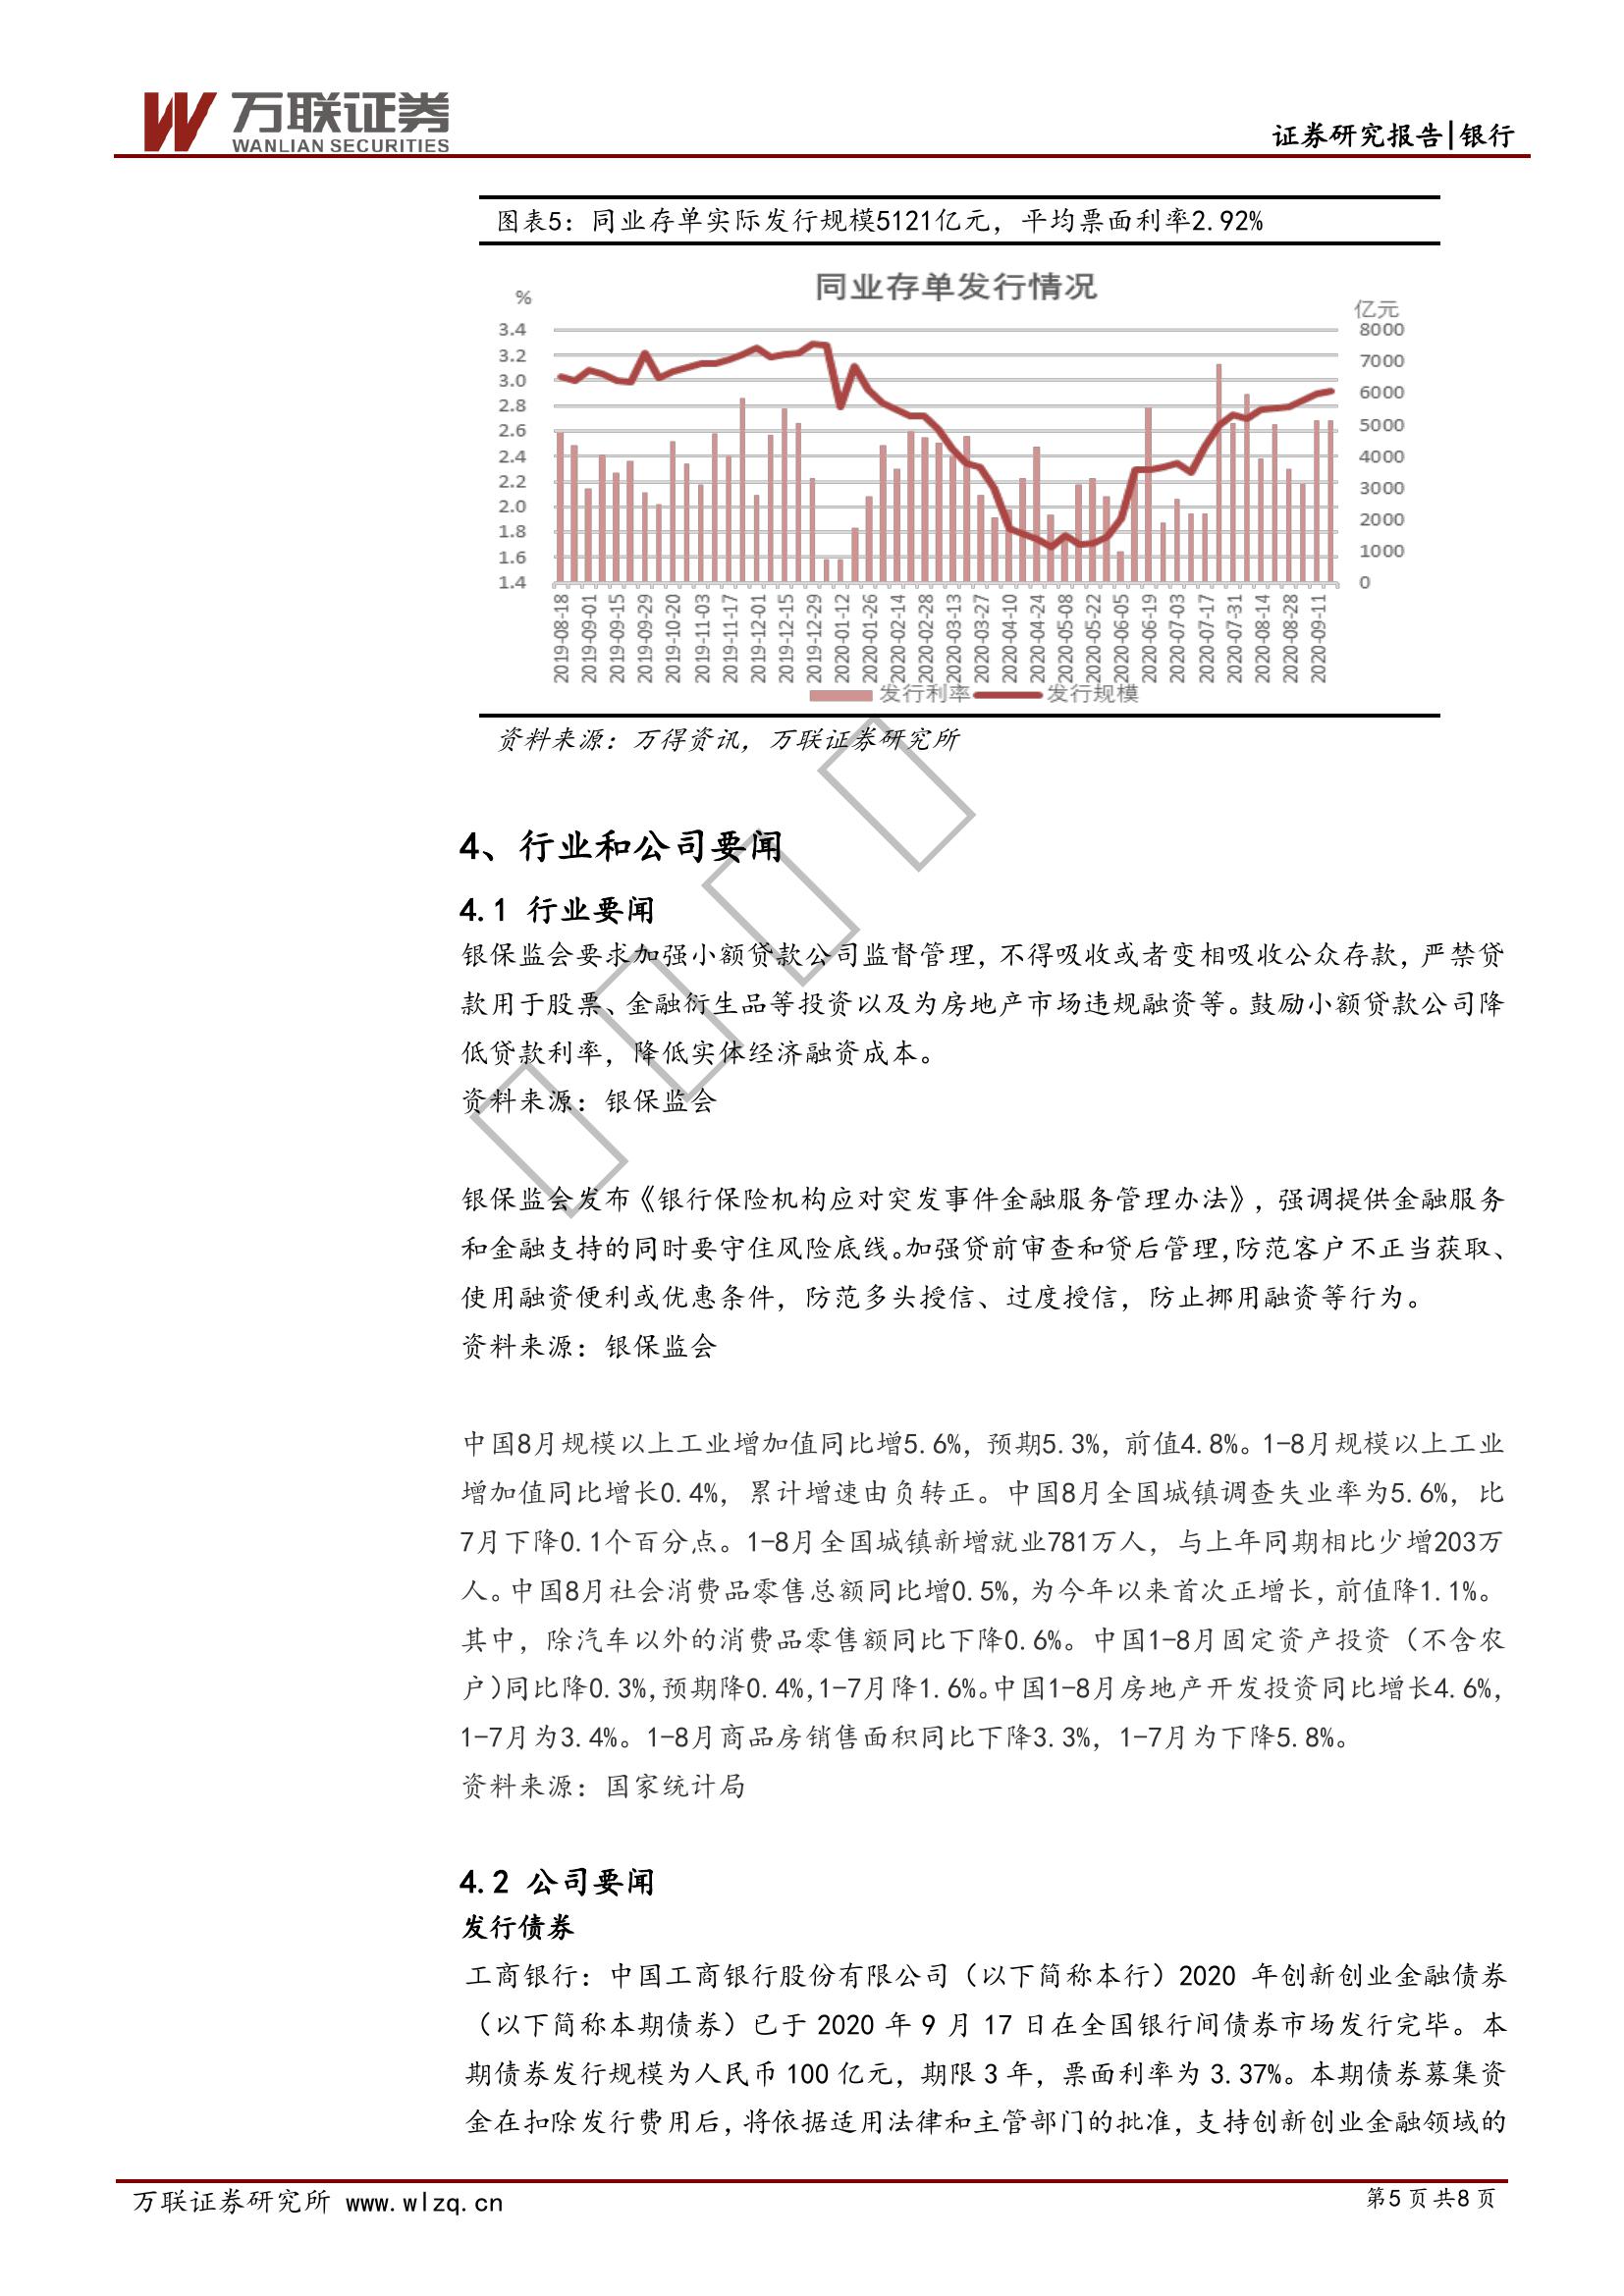 万联证券
WANLIAN SECURITIES
证券研究报告|银行
图表5：同业存单实际发行规模5121亿元，平均票面利率2.92%
同业存单发行情况
%
亿元
3.4
3.2
3.0
2.8
2.6
2.4
2.2
2.0
1.8
1.6
1.4
8000
7000
6000
5000
4000
3000
2000
1000
0
2019-08-18
2019-09-01
2019-09-15
2019-09-29
2019-10-20
2019-11-03
2019-11-17
2019-12-01
2019-12-15
2019-12-29
2020-01-12
2020-01-26
2020-02-14
2020-02-28
2020-03-13
2020-03-27
2020-04-10
2020-04-24
2020-05-08
2020-05-22
2020-06-05
2020-06-19
2020-07-03
2020-07-17
2020-07-31
2020-08-14
2020-08-28
2020-09-11
发行利率 发行规模
资料来源：万得资讯，万联证券研究所
4、行业和公司要闻
4.1 行业要闻
银保监会要求加强小额贷款公司监督管理，不得吸收或者变相吸收公众存款，严禁贷
款用于股票、金融衍生品等投资以及为房地产市场违规融资等。鼓励小额贷款公司降
低贷款利率，降低实体经济融资成本。
资料来源：银保监会
银保监会发布《银行保险机构应对突发事件金融服务管理办法》，强调提供金融服务
和金融支持的同时要守住风险底线。加强贷前审查和贷后管理，防范客户不正当获取、
使用融资便利或优惠条件，防范多头授信、过度授信，防止挪用融资等行为。
资料来源：银保监会
中国8月规模以上工业增加值同比增5.6%，预期5.3%，前值4.8%。1-8月规模以上工业
增加值同比增长0.4%，累计增速由负转正。中国8月全国城镇调查失业率为5.6%，比
7月下降0.1个百分点。1-8月全国城镇新增就业781万人，与上年同期相比少增203万
人。中国8月社会消费品零售总额同比增0.5%，为今年以来首次正增长，前值降1.1%。
其中，除汽车以外的消费品零售额同比下降0.6%。中国1-8月固定资产投资（不含农
户）同比降0.3%，预期降0.4%，1-7月降1.6%。中国1-8月房地产开发投资同比增长4.6%，
1-7月为3.4%。1-8月商品房销售面积同比下降3.3%，1-7月为下降5.8%。
资料来源：国家统计局
4.2 公司要闻
发行债券
工商银行：中国工商银行股份有限公司（以下简称本行）2020 年创新创业金融债券
（以下简称本期债券）已于 2020 年 9 月 17 日在全国银行间债券市场发行完毕。本
期债券发行规模为人民币 100 亿元，期限 3 年，票面利率为 3.37%。本期债券募集资
金在扣除发行费用后，将依据适用法律和主管部门的批准，支持创新创业金融领域的
万联证券研究所 www.wlzq.cn
第5页共8页